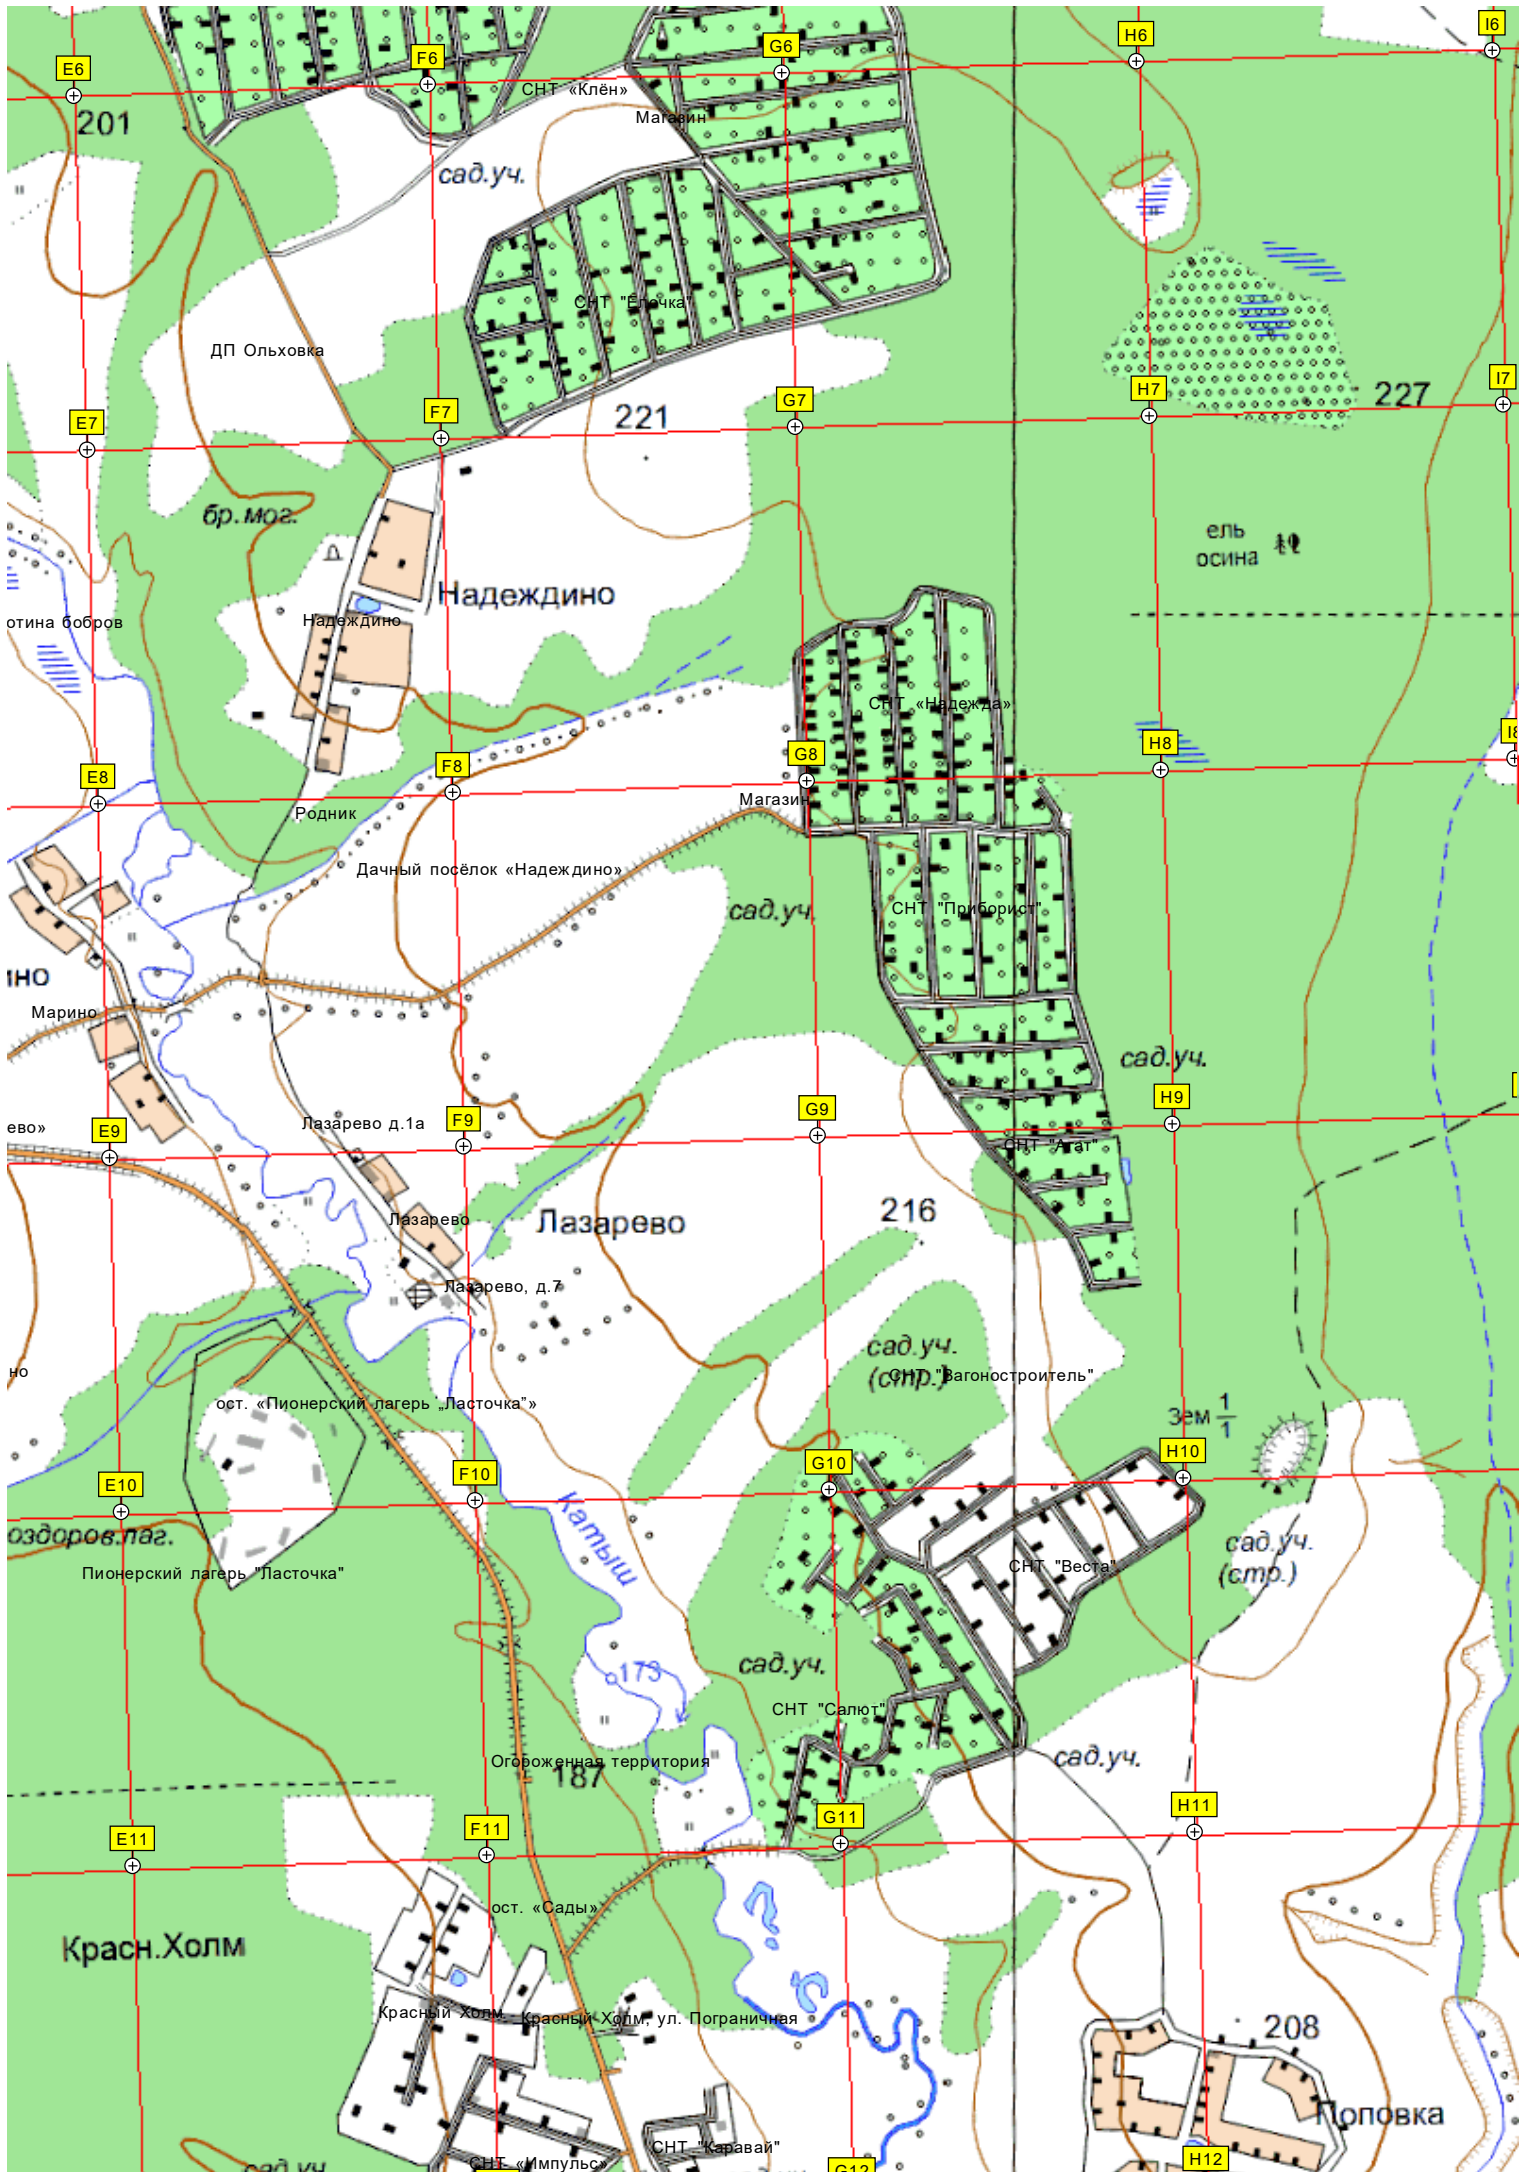 I6
H6
G6
F6
E6
СНТ «Клён»
Магазин
201
сад.уч.
СНТ "Ёлочка"
ДП Ольховка
I7
H7
227
G7
221
F7
E7
бр.мог.
ель
осина
Надеждино
Надеждино
отина бобров
СНТ «Надежда»
I8
H8
G8
F8
E8
Магазин
Родник
Дачный посёлок «Надеждино»
сад.уч.
СНТ "Приборист"
но
Марино
сад.уч.
H9
G9
F9
E9
Лазарево д.1а
ево»
СНТ "Агат"
216
Лазарево
Лазарево
Лазарево, д.7
сад.уч.
(стр.)
СНТ "Вагоностроитель"
но
ост. «Пионерский лагерь „Ласточка”»
Зем 1/1
H10
G10
F10
E10
Катыш
оздоров.лаг.
сад.уч.
(стр.)
СНТ "Веста"
Пионерский лагерь "Ласточка"
сад.уч.
173
СНТ "Салют"
сад.уч.
Огороженная территория
187
H11
G11
F11
E11
ост. «Сады»
Красн.Холм
Красный Холм
Красный Холм, ул. Пограничная
208
Поповка
СНТ "Каравай"
СНТ «Импульс»
сад.уч.
G12
H12